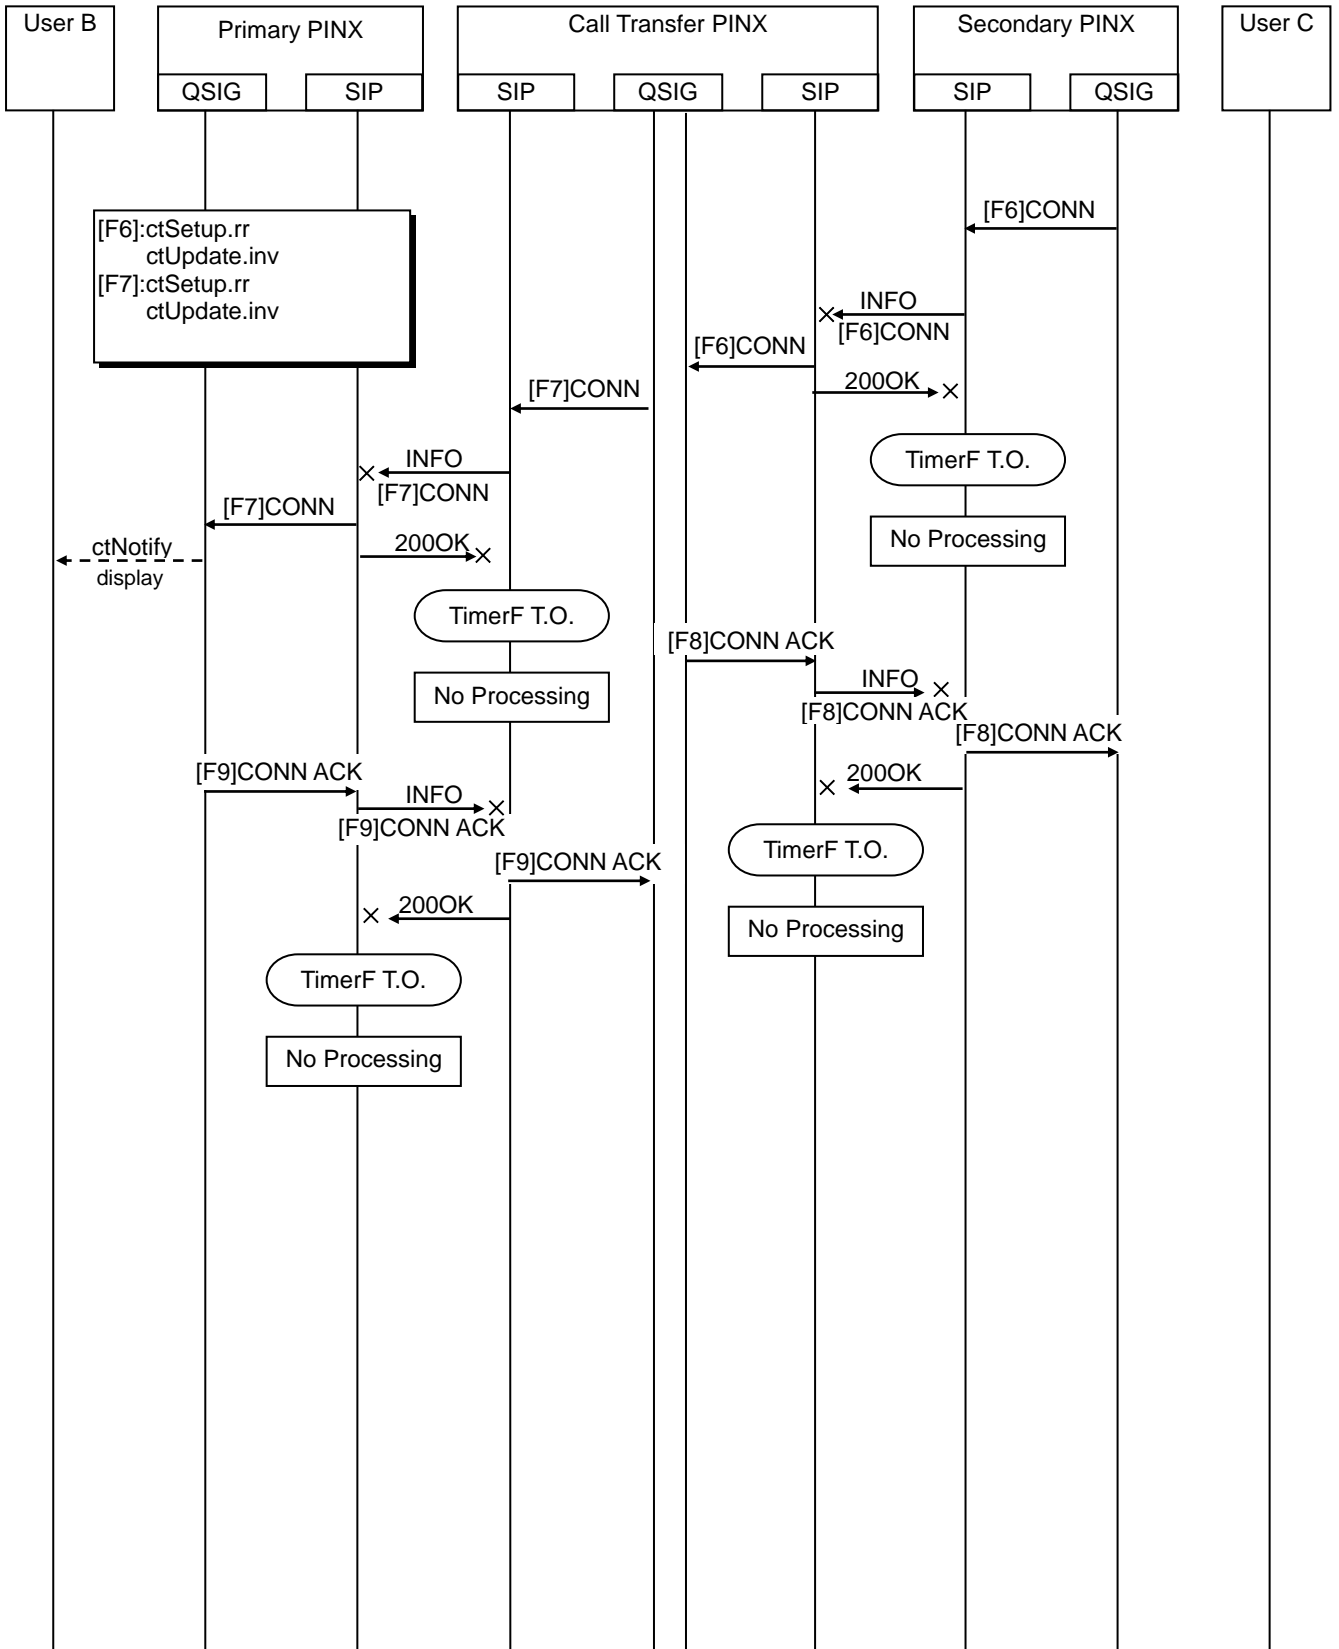 User B
Primary PINX
Call Transfer PINX
Secondary PINX
User C
QSIG
SIP
SIP
QSIG
SIP
SIP
QSIG
[F6]:ctSetup.rr
ctUpdate.inv
[F7]:ctSetup.rr
ctUpdate.inv
[F6]CONN
INFO
[F6]CONN
[F6]CONN
200OK
[F7]CONN
TimerF T.O.
INFO
[F7]CONN
[F7]CONN
No Processing
200OK
ctNotify
display
TimerF T.O.
[F8]CONN ACK
INFO
No Processing
[F8]CONN ACK
[F8]CONN ACK
[F9]CONN ACK
200OK
INFO
[F9]CONN ACK
TimerF T.O.
[F9]CONN ACK
200OK
No Processing
TimerF T.O.
No Processing